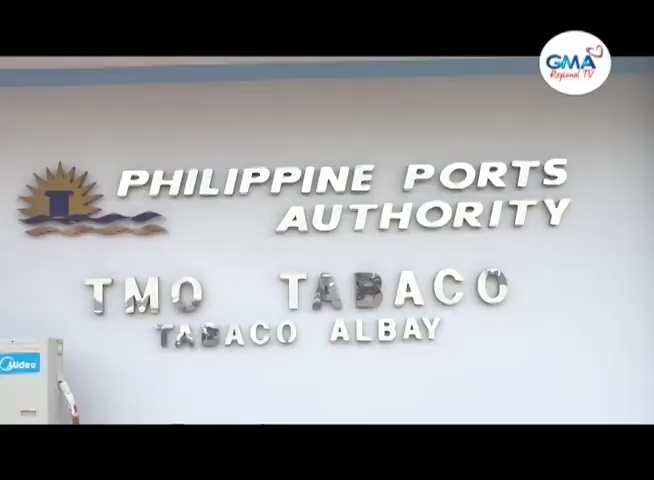 GMA
Regional TV
PHILIPPINE PORTS
AUTHORITY
TMO TABACO
TABACO ALBAY
Midea